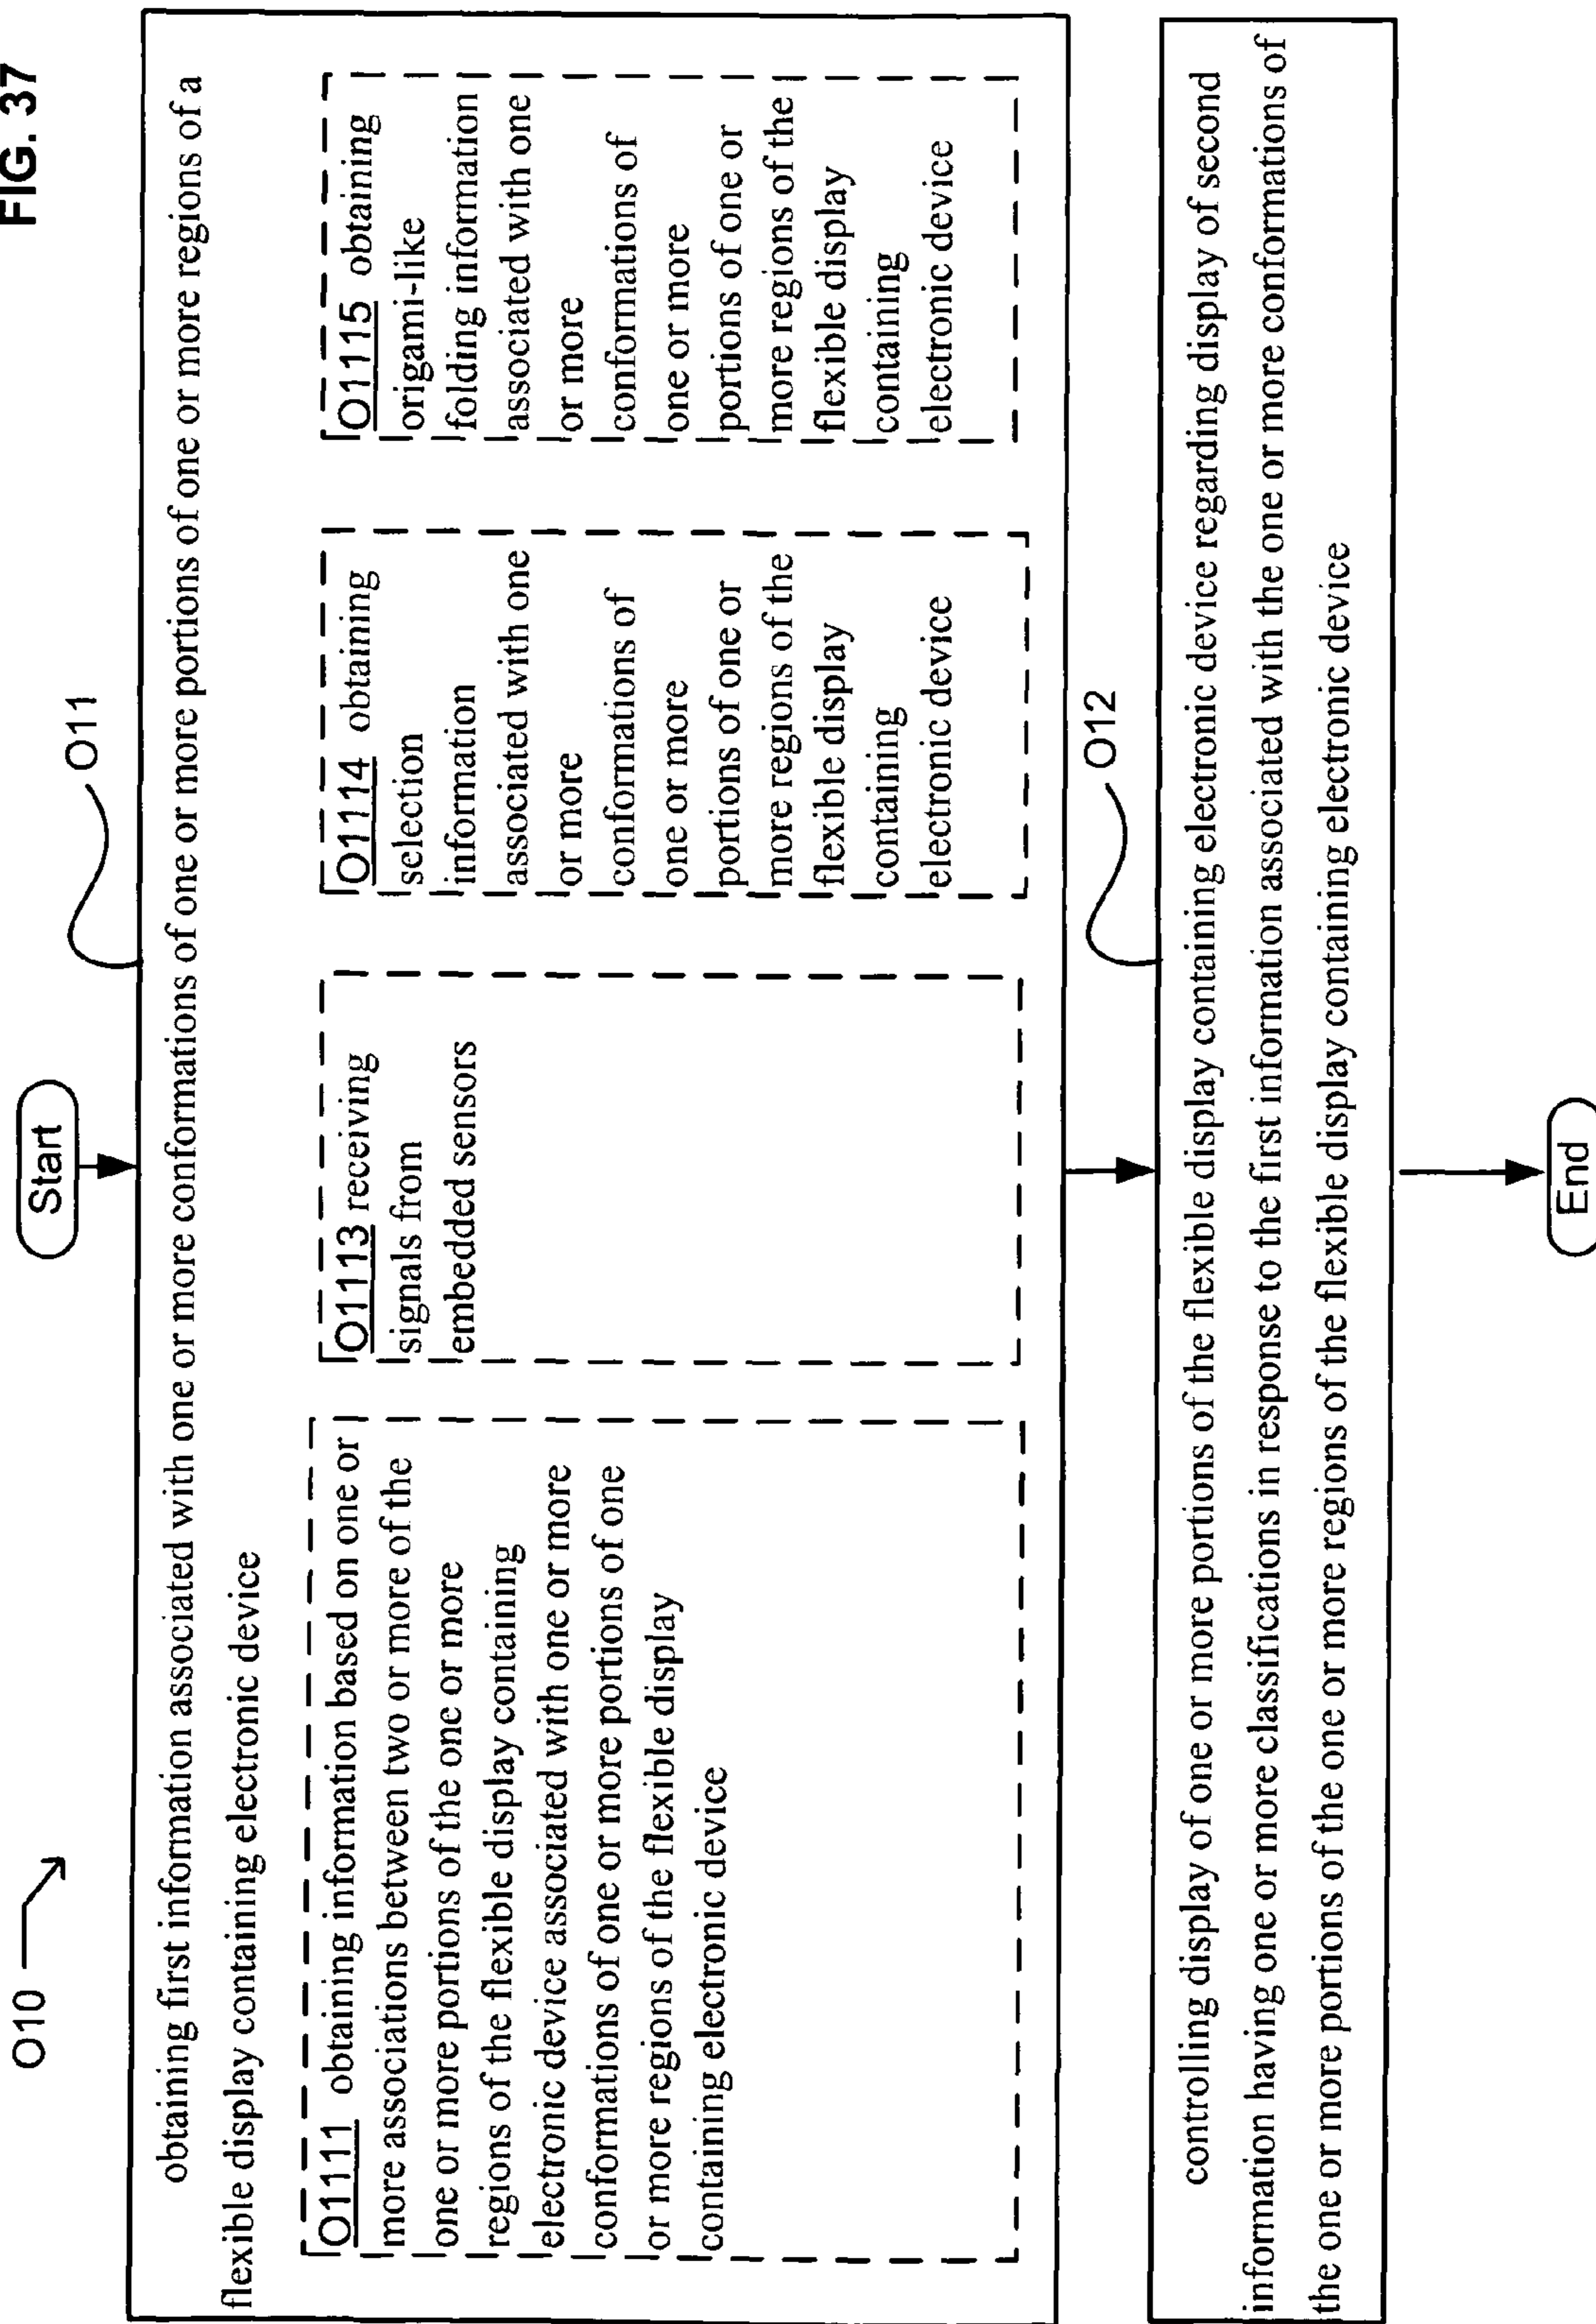 FIG. 37
O10
Start
O11
obtaining first information associated with one or more conformations of one or more portions of one or more regions of a
flexible display containing electronic device
O1111 obtaining information based on one or
more associations between two or more of the
one or more portions of the one or more
regions of the flexible display containing
electronic device associated with one or more
conformations of one or more portions of one
or more regions of the flexible display
containing electronic device
O1113 receiving
signals from
embedded sensors
O1114 obtaining
selection
information
associated with one
or more
conformations of
one or more
portions of one or
more regions of the
flexible display
containing
electronic device
O1115 obtaining
origami-like
folding information
associated with one
or more
conformations of
one or more
portions of one or
more regions of the
flexible display
containing
electronic device
O12
controlling display of one or more portions of the flexible display containing electronic device regarding display of second
information having one or more classifications in response to the first information associated with the one or more conformations of
the one or more portions of the one or more regions of the flexible display containing electronic device
End